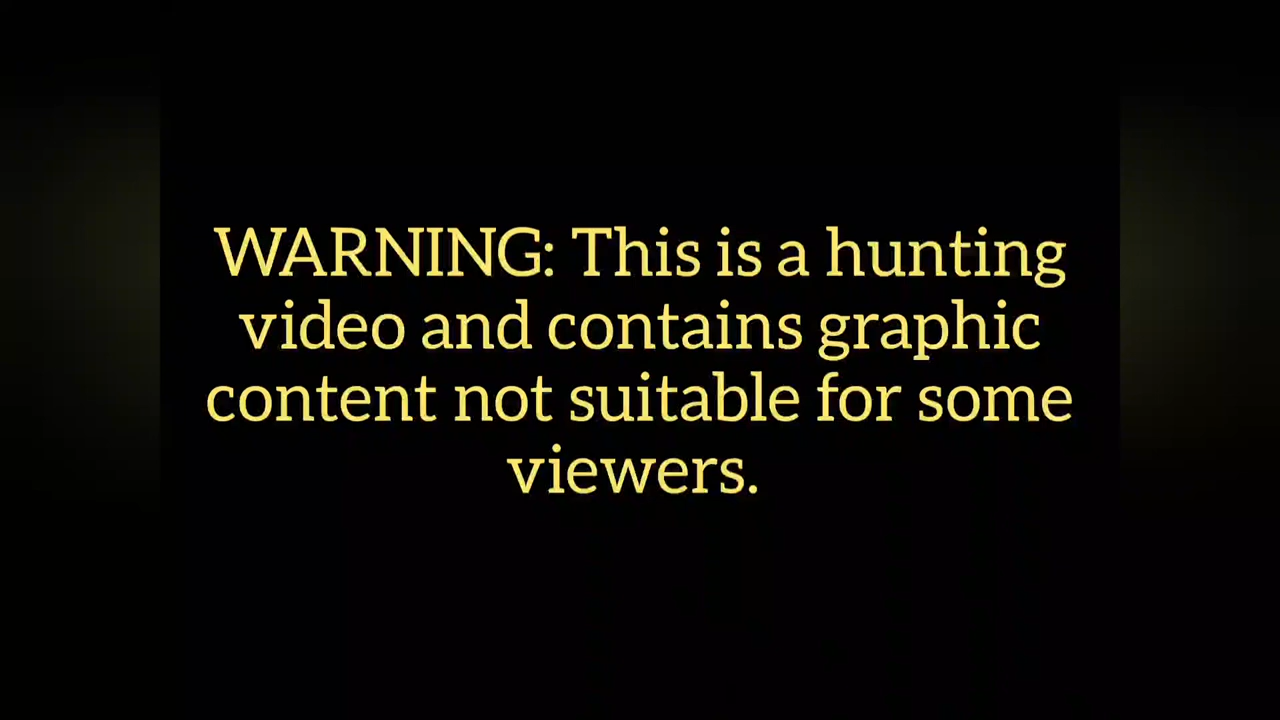 WARNING: This is a hunting
video and contains graphic
content not suitable for some
viewers.